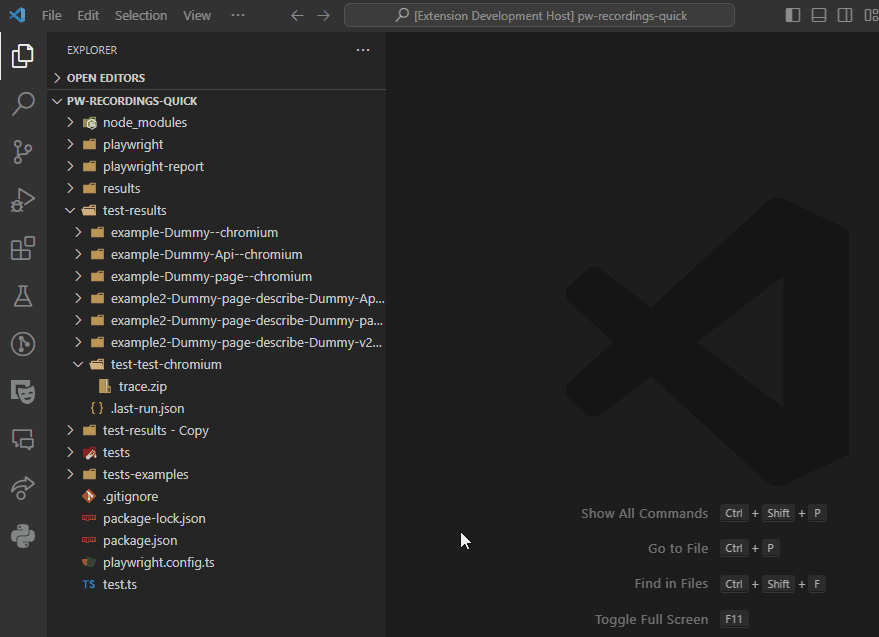 File Edit Selection View ··· [Extension Development Host] pw-recordings-quick
EXPLORER ···
OPEN EDITORS
PW-RECORDINGS-QUICK
node_modules
playwright
playwright-report
results
test-results
example-Dummy--chromium
example-Dummy-Api--chromium
example-Dummy-page--chromium
example2-Dummy-page-describe-Dummy-Ap...
example2-Dummy-page-describe-Dummy-pa...
example2-Dummy-page-describe-Dummy-v2...
test-test-chromium
trace.zip
{ } .last-run.json
test-results - Copy
tests
tests-examples
.gitignore
package-lock.json
package.json
playwright.config.ts
TS test.ts
Show All Commands Ctrl + Shift + P
Go to File Ctrl + P
Find in Files Ctrl + Shift + F
Toggle Full Screen F11